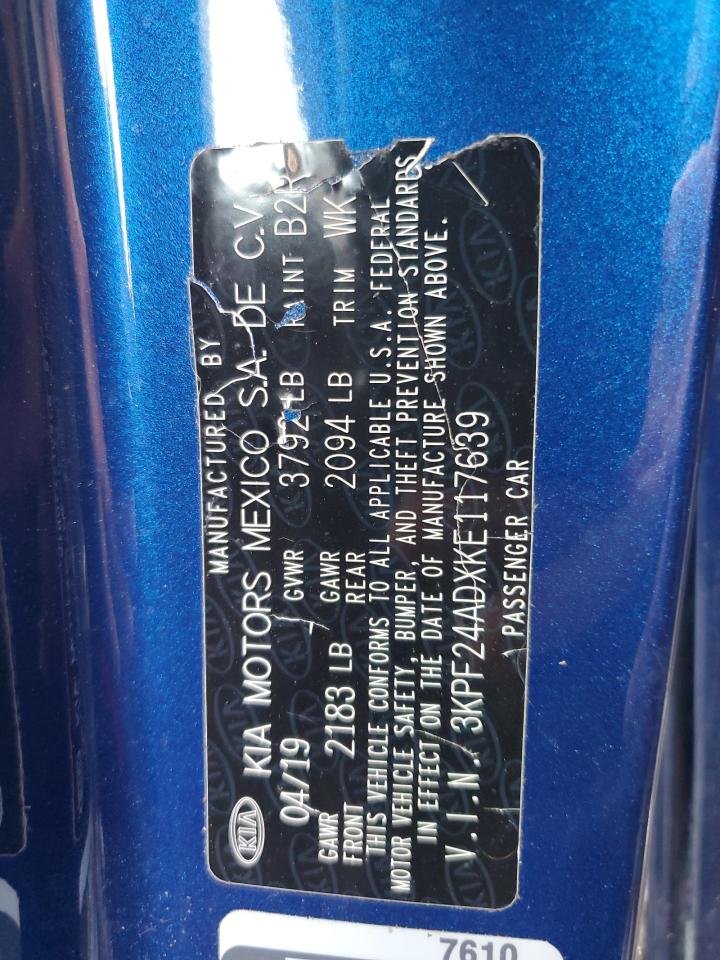 MANUFACTURED BY
KIA KIA MOTORS MEXICO S.A. DE C.V.
04/19 GVWR 3792 LB PAINT
GAWR FRONT 2183 LB GAWR REAR 2094 LB TRIM WK
THIS VEHICLE CONFORMS TO ALL APPLICABLE U.S.A. FEDERAL
MOTOR VEHICLE SAFETY, BUMPER, AND THEFT PREVENTION STANDARDS
IN EFFECT ON THE DATE OF MANUFACTURE SHOWN ABOVE.
V.I.N. 3KPF24ADXKE117639
PASSENGER CAR
7610